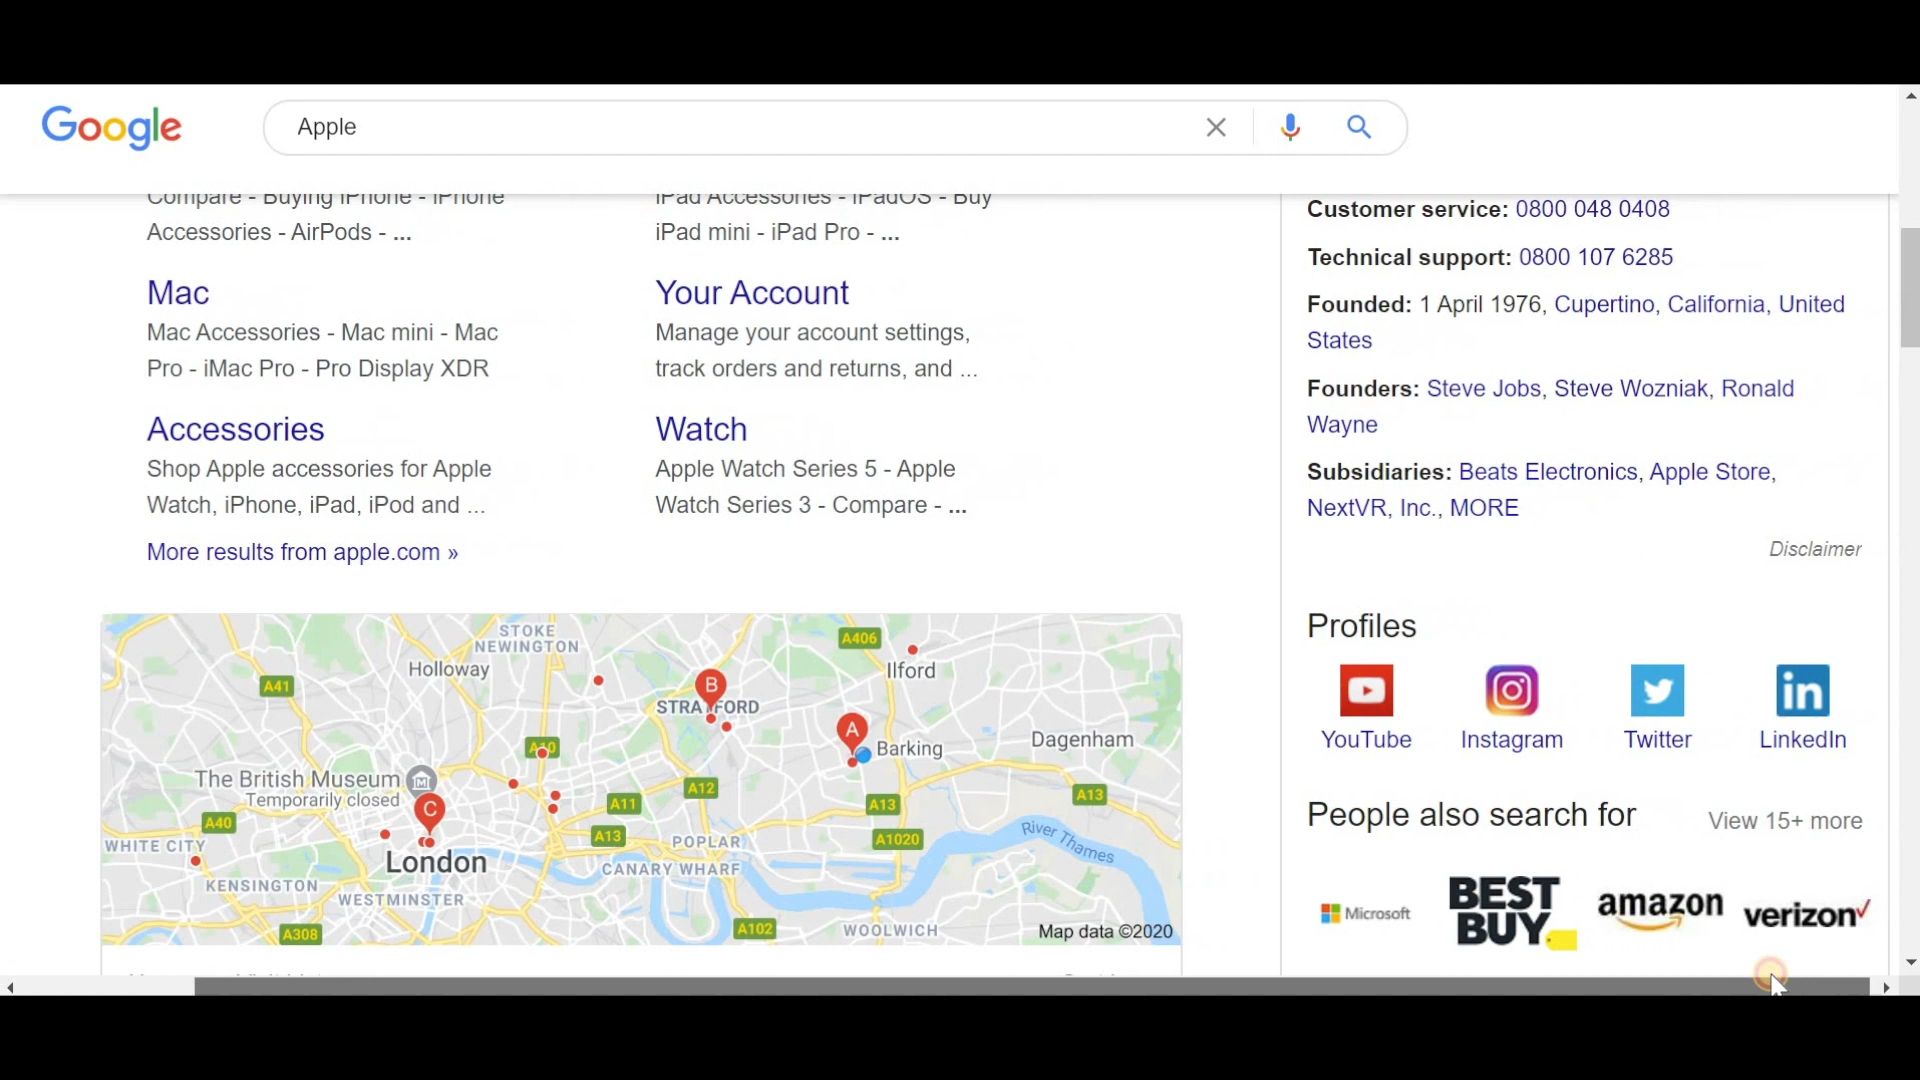 Google
Apple
Compare - Buying iPhone - iPhone
Accessories - AirPods - ...
iPad Accessories - iPadOS - Buy
iPad mini - iPad Pro - ...
Mac
Mac Accessories - Mac mini - Mac
Pro - iMac Pro - Pro Display XDR
Your Account
Manage your account settings,
track orders and returns, and ...
Accessories
Shop Apple accessories for Apple
Watch, iPhone, iPad, iPod and ...
Watch
Apple Watch Series 5 - Apple
Watch Series 3 - Compare - ...
More results from apple.com »
STOKE
NEWINGTON
Holloway
A406
Ilford
A41
B
STRATFORD
A
Barking
Dagenham
A10
The British Museum
Temporarily closed
M
C
A40
A11
A12
A13
A13
A13
A1020
WHITE CITY
London
POPLAR
River Thames
KENSINGTON
CANARY WHARF
WESTMINSTER
A308
A102
WOOLWICH
Map data ©2020
Customer service: 0800 048 0408
Technical support: 0800 107 6285
Founded: 1 April 1976, Cupertino, California, United
States
Founders: Steve Jobs, Steve Wozniak, Ronald
Wayne
Subsidiaries: Beats Electronics, Apple Store,
NextVR, Inc., MORE
Disclaimer
Profiles
in
YouTube
Instagram
Twitter
LinkedIn
People also search for
View 15+ more
Microsoft
BEST
BUY
amazon
verizon